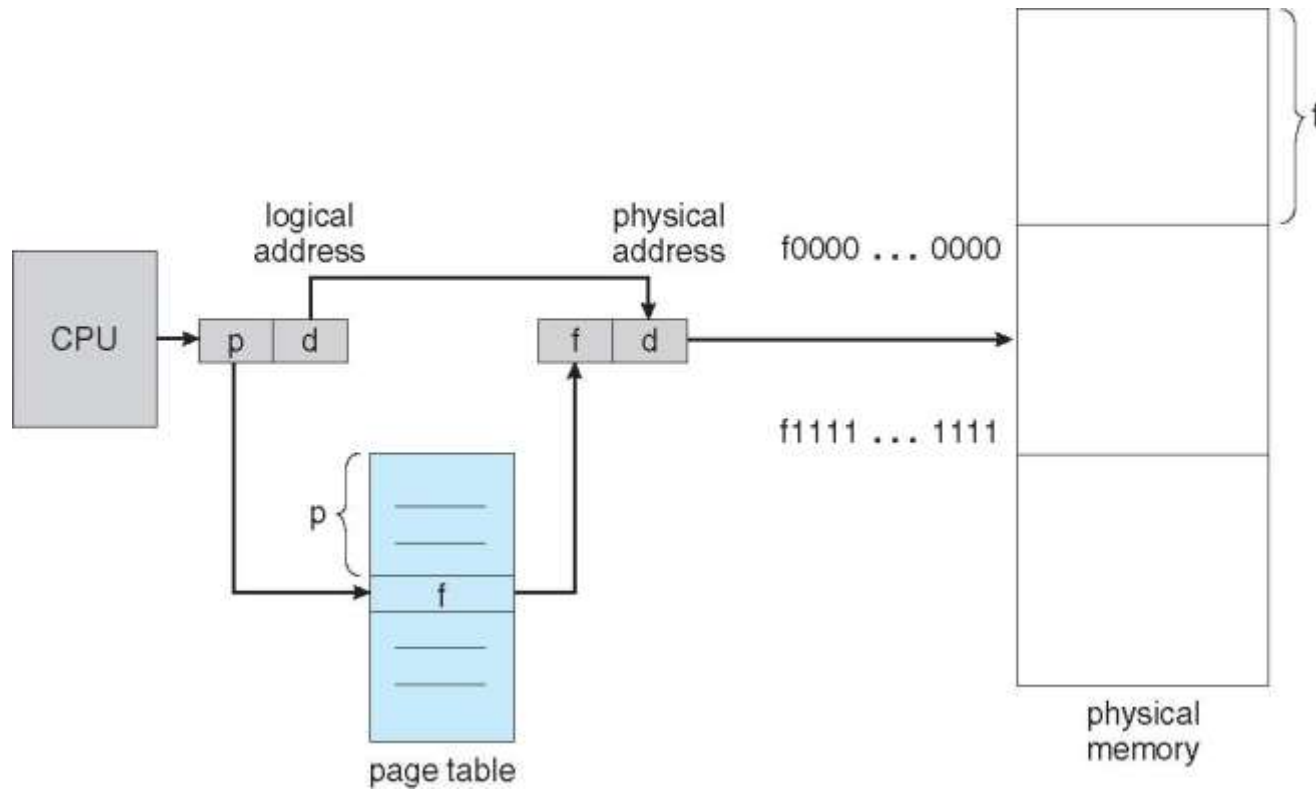 logical
address
physical
address
f0000 ... 0000
f
CPU
p
d
f
d
f1111 ... 1111
p
f
page table
physical
memory